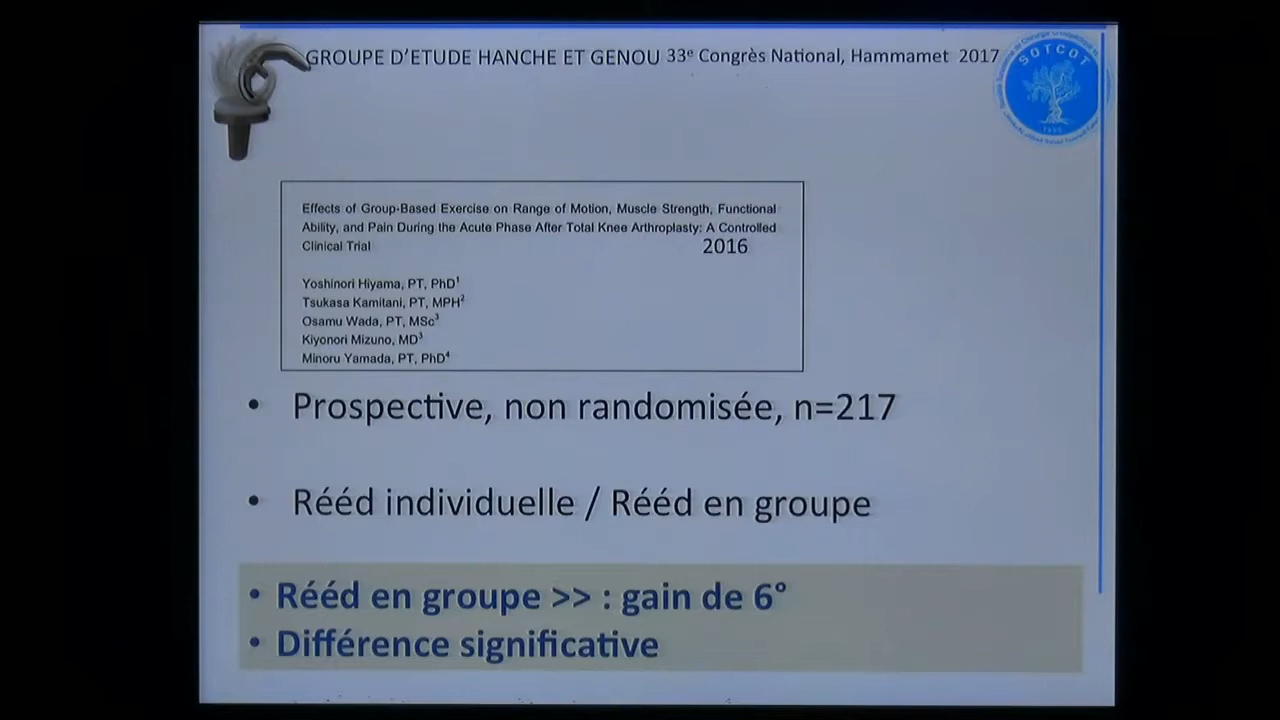 GROUPE D'ETUDE HANCHE ET GENOU 33e Congrès National, Hammamet 2017
SOTCOT
Effects of Group-Based Exercise on Range of Motion, Muscle Strength, Functional
Ability, and Pain During the Acute Phase After Total Knee Arthroplasty: A Controlled
Clinical Trial
2016
Yoshinori Hiyama, PT, PhD1
Tsukasa Kamitani, PT, MPH2
Osamu Wada, PT, MSc3
Kiyonori Mizuno, MD3
Minoru Yamada, PT, PhD4
• Prospective, non randomisée, n=217
• Rééd individuelle / Rééd en groupe
• Rééd en groupe >> : gain de 6°
• Différence significative